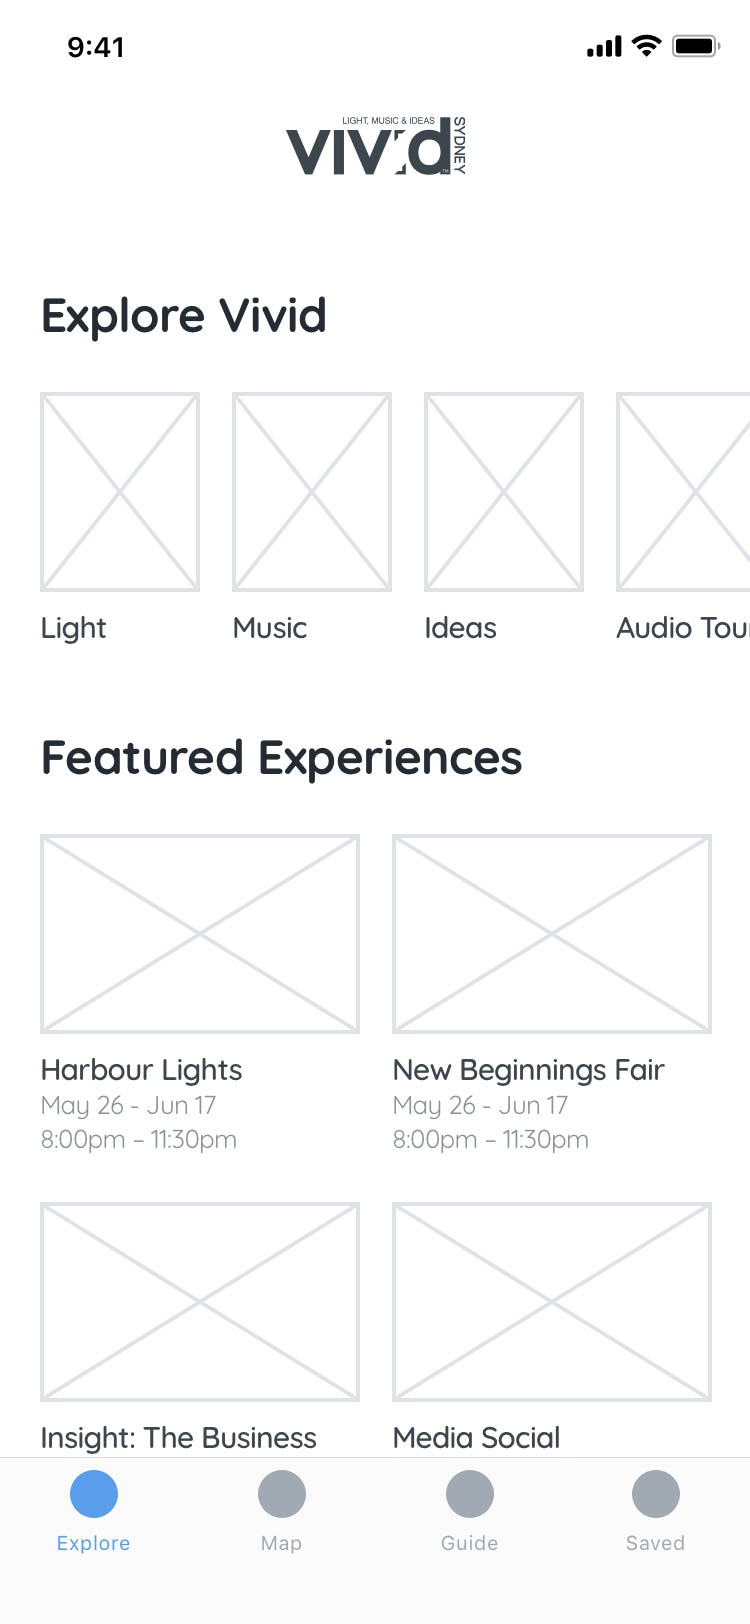 9:41
LIGHT, MUSIC & IDEAS
vivid
SYDNEY
TM
Explore Vivid
Light
Music
Ideas
Audio Tour
Featured Experiences
Harbour Lights
May 26 - Jun 17
8:00pm – 11:30pm
New Beginnings Fair
May 26 - Jun 17
8:00pm – 11:30pm
Insight: The Business
Media Social
Explore
Map
Guide
Saved